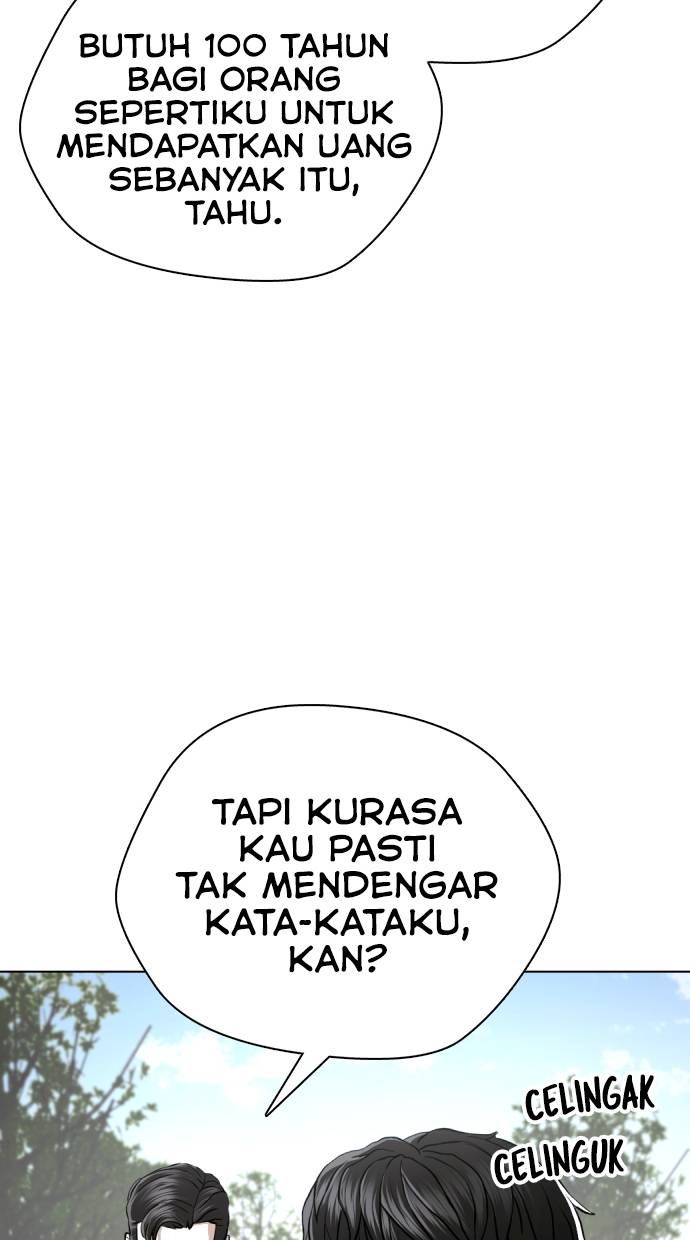 BUTUH 100 TAHUN
BAGI ORANG
SEPERTIKU UNTUK
MENDAPATKAN UANG
SEBANYAK ITU,
TAHU.
TAPI KURASA
KAU PASTI
TAK MENDENGAR
KATA-KATAKU,
KAN?
CELINGAK
CELINGUK